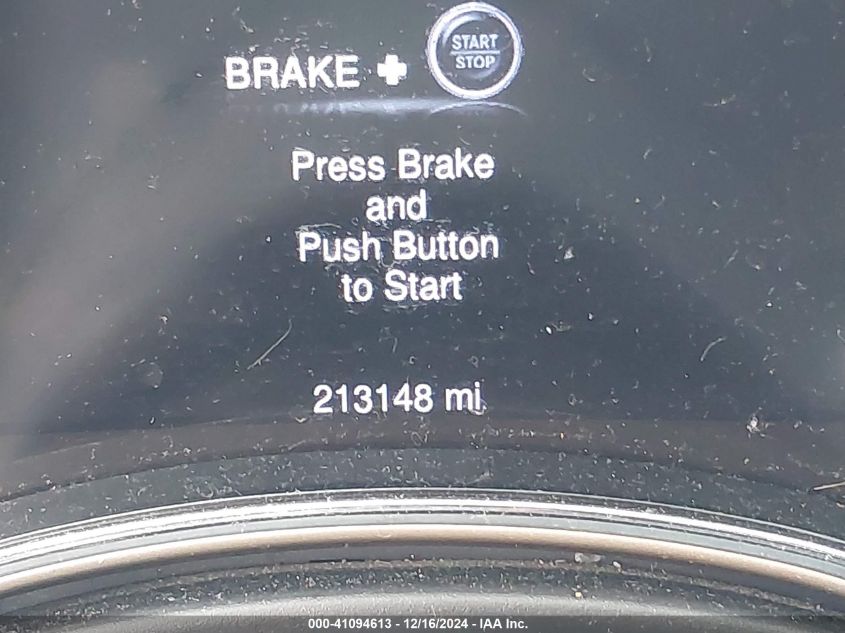 BRAKE + START
STOP
Press Brake
and
Push Button
to Start
213148 mi
000-41094613 - 12/16/2024 - IAA Inc.